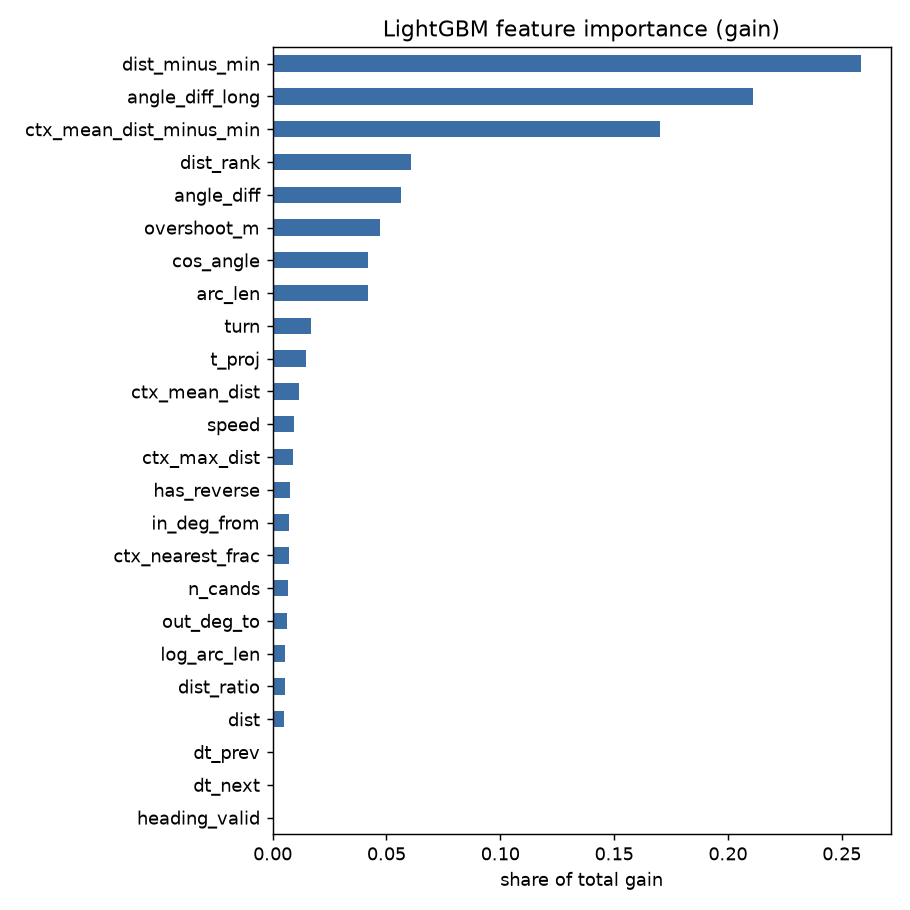 LightGBM feature importance (gain)
dist_minus_min
angle_diff_long
ctx_mean_dist_minus_min
dist_rank
angle_diff
overshoot_m
cos_angle
arc_len
turn
t_proj
ctx_mean_dist
speed
ctx_max_dist
has_reverse
in_deg_from
ctx_nearest_frac
n_cands
out_deg_to
log_arc_len
dist_ratio
dist
dt_prev
dt_next
heading_valid
0.00 0.05 0.10 0.15 0.20 0.25
share of total gain